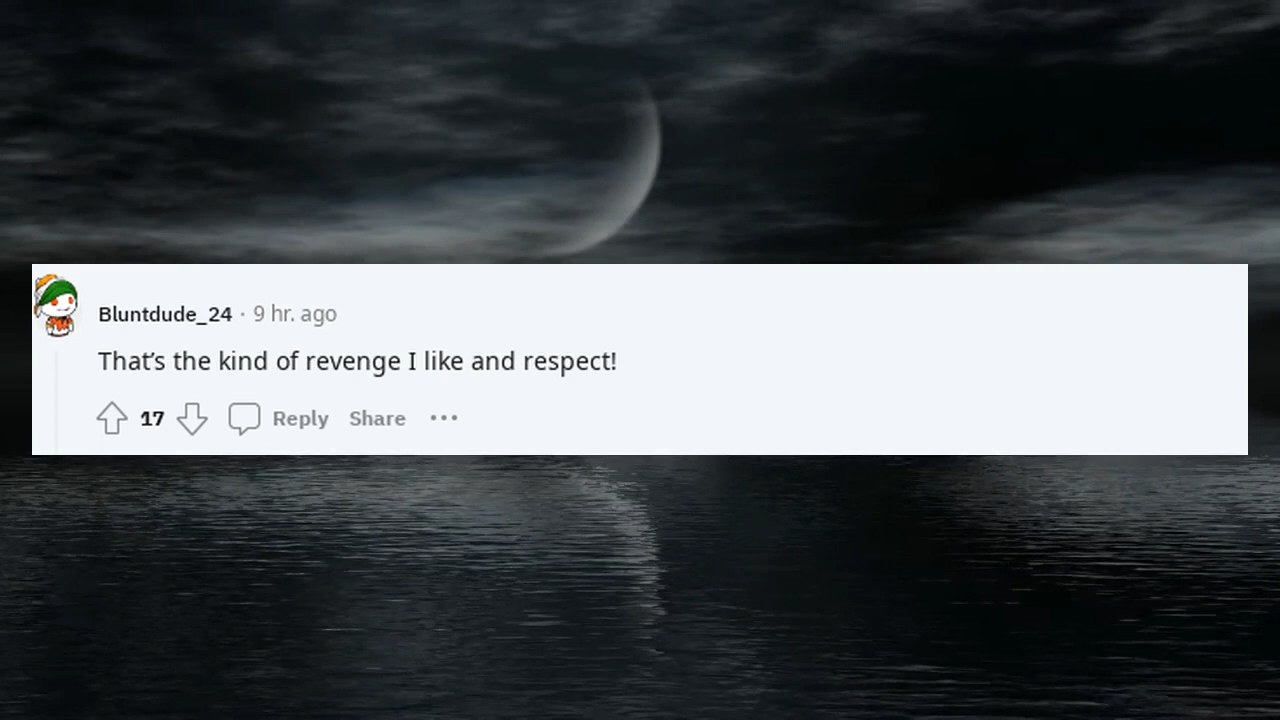 Bluntdude_24 · 9 hr. ago
That’s the kind of revenge I like and respect!
17 Reply Share ···